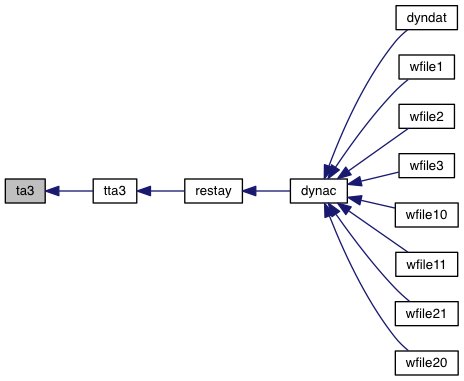 dyndat
wfile1
wfile2
wfile3
ta3
tta3
restay
dynac
wfile10
wfile11
wfile21
wfile20